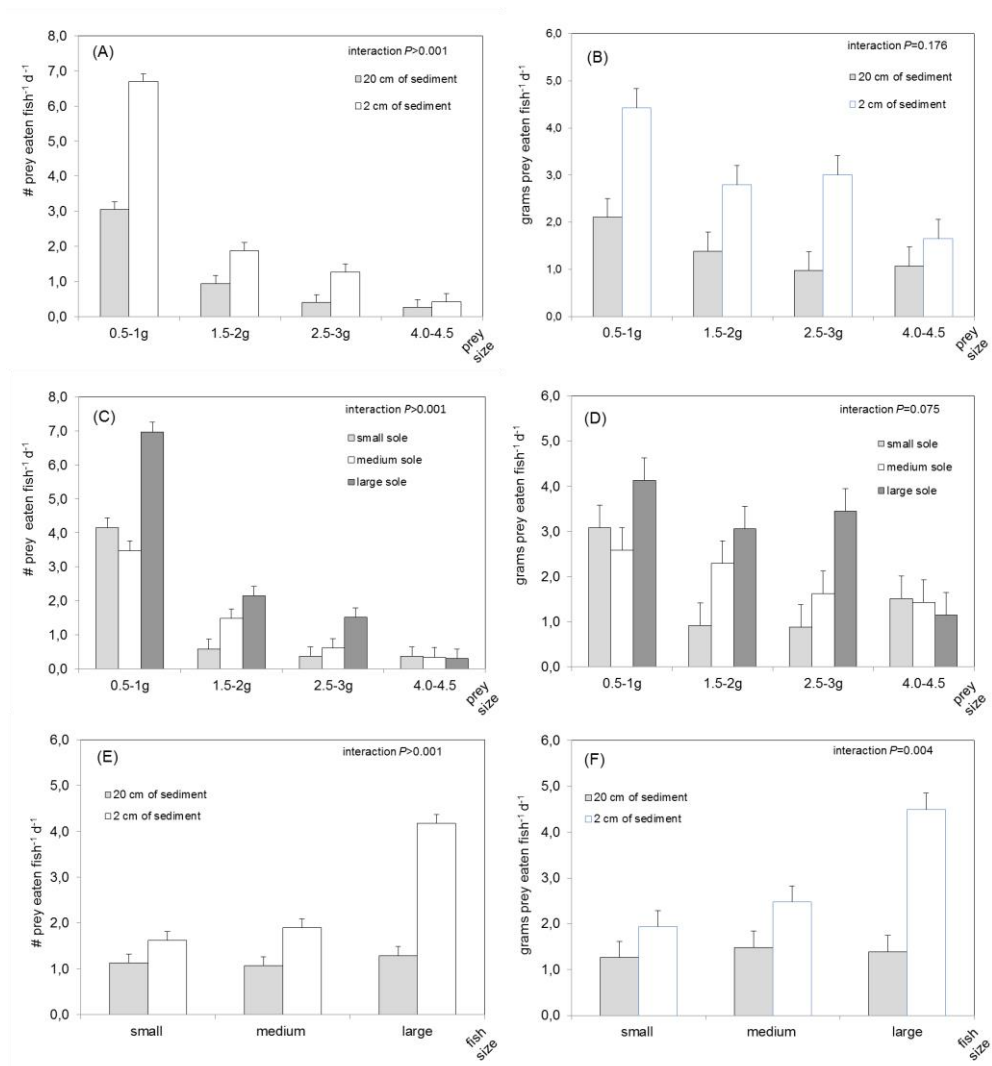 (A)
interaction P>0.001
20 cm of sediment
2 cm of sediment
# prey eaten fish-1 d-1
8,0
7,0
6,0
5,0
4,0
3,0
2,0
1,0
0,0
0.5-1g 1.5-2g 2.5-3g 4.0-4.5
prey size
(B)
interaction P=0.176
20 cm of sediment
2 cm of sediment
grams prey eaten fish-1 d-1
6,0
5,0
4,0
3,0
2,0
1,0
0,0
0.5-1g 1.5-2g 2.5-3g 4.0-4.5
prey size
(C)
interaction P>0.001
small sole
medium sole
large sole
# prey eaten fish-1 d-1
8,0
7,0
6,0
5,0
4,0
3,0
2,0
1,0
0,0
0.5-1g 1.5-2g 2.5-3g 4.0-4.5
prey size
(D)
interaction P=0.075
small sole
medium sole
large sole
grams prey eaten fish-1 d-1
6,0
5,0
4,0
3,0
2,0
1,0
0,0
0.5-1g 1.5-2g 2.5-3g 4.0-4.5
prey size
(E)
interaction P>0.001
20 cm of sediment
2 cm of sediment
# prey eaten fish-1 d-1
6,0
5,0
4,0
3,0
2,0
1,0
0,0
small medium large
fish size
(F)
interaction P=0.004
20 cm of sediment
2 cm of sediment
grams prey eaten fish-1 d-1
6,0
5,0
4,0
3,0
2,0
1,0
0,0
small medium large
fish size